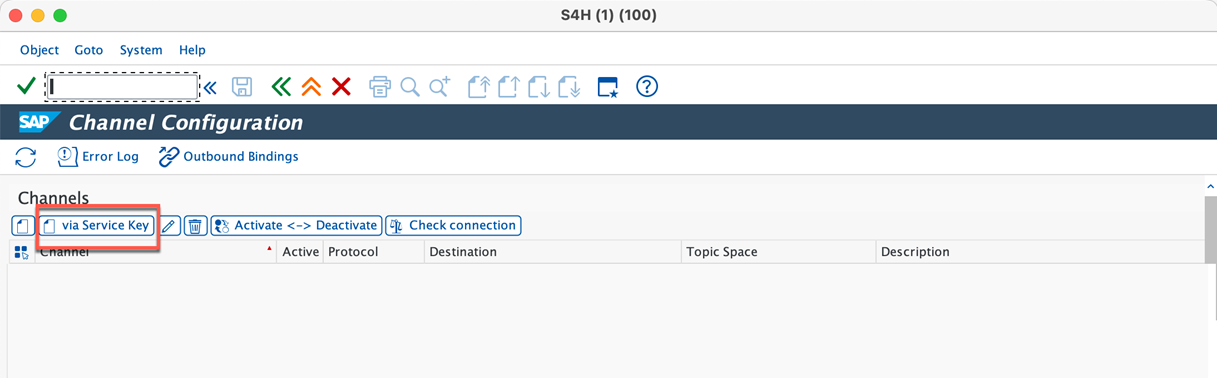 S4H (1) (100)
Object Goto System Help
SAP Channel Configuration
Error Log Outbound Bindings
Channels
via Service Key Activate <-> Deactivate Check connection
Channel Active Protocol Destination Topic Space Description